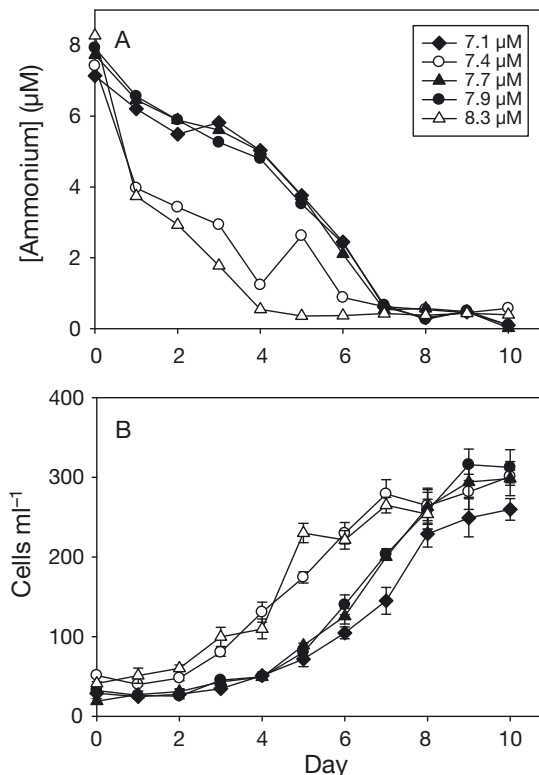 A
[Ammonium] (µM)
8
6
4
2
0
7.1 µM
7.4 µM
7.7 µM
7.9 µM
8.3 µM
0 2 4 6 8 10
B
Cells ml⁻¹
400
300
200
100
0
0 2 4 6 8 10
Day